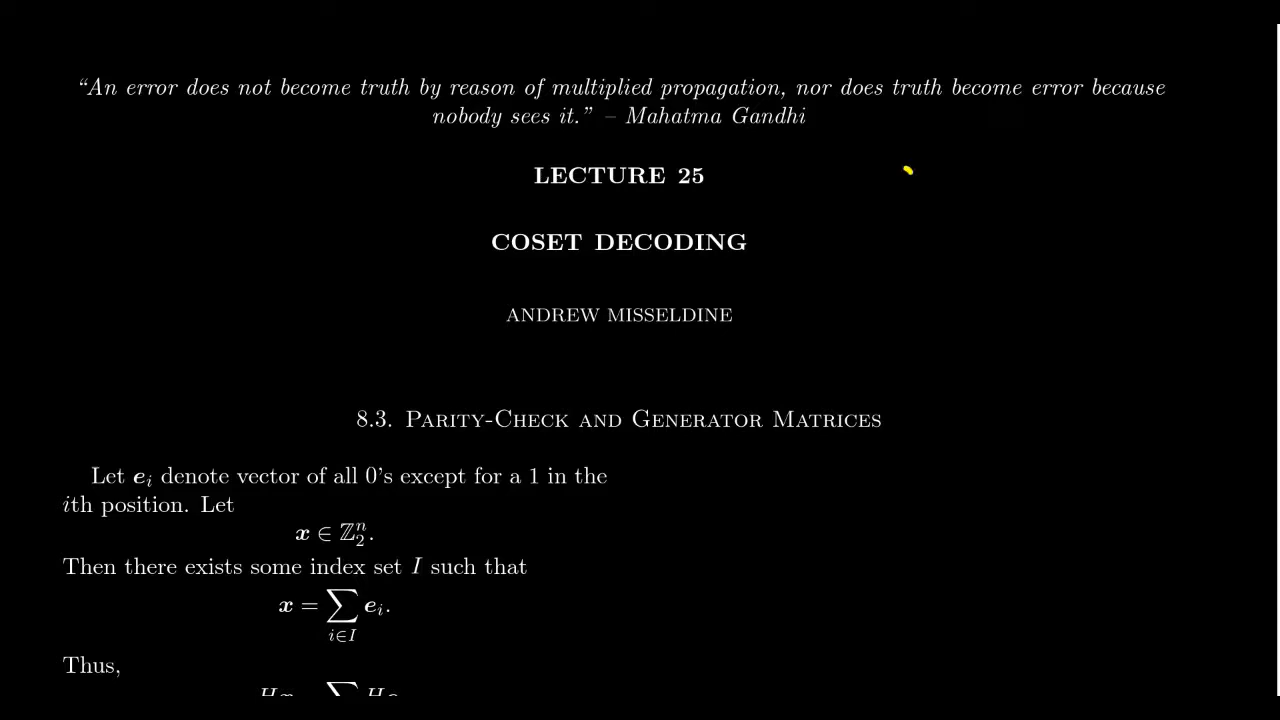 “An error does not become truth by reason of multiplied propagation, nor does truth become error because
nobody sees it.” – Mahatma Gandhi
LECTURE 25
COSET DECODING
ANDREW MISSELDINE
8.3. Parity-Check and Generator Matrices
Let e_i denote vector of all 0’s except for a 1 in the
ith position. Let
x ∈ ℤ₂ⁿ.
Then there exists some index set I such that
x = ∑_{i∈I} e_i.
Thus,